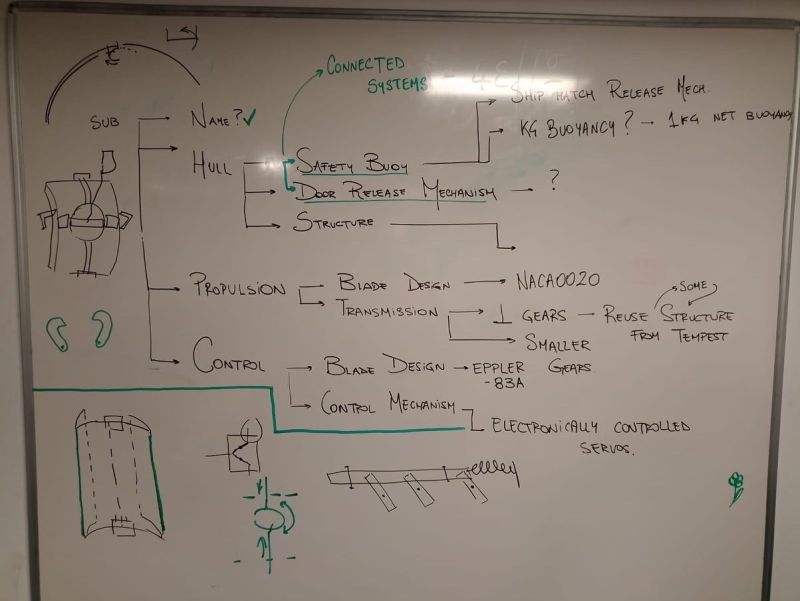 CONNECTED
SYSTEMS
SHIP HATCH RELEASE MECH.
SUB
NAME? ✓
KG BUOYANCY? – 1KG NET BUOYANCY
HULL
SAFETY BUOY
DOOR RELEASE MECHANISM – ?
STRUCTURE
PROPULSION
BLADE DESIGN → NACA0020
SOME
TRANSMISSION
⊥ GEARS – REUSE STRUCTURE
FROM TEMPEST
SMALLER
GEARS
CONTROL
BLADE DESIGN → EPPLER
-83A
CONTROL MECHANISM
ELECTRONICALLY CONTROLLED
SERVOS.